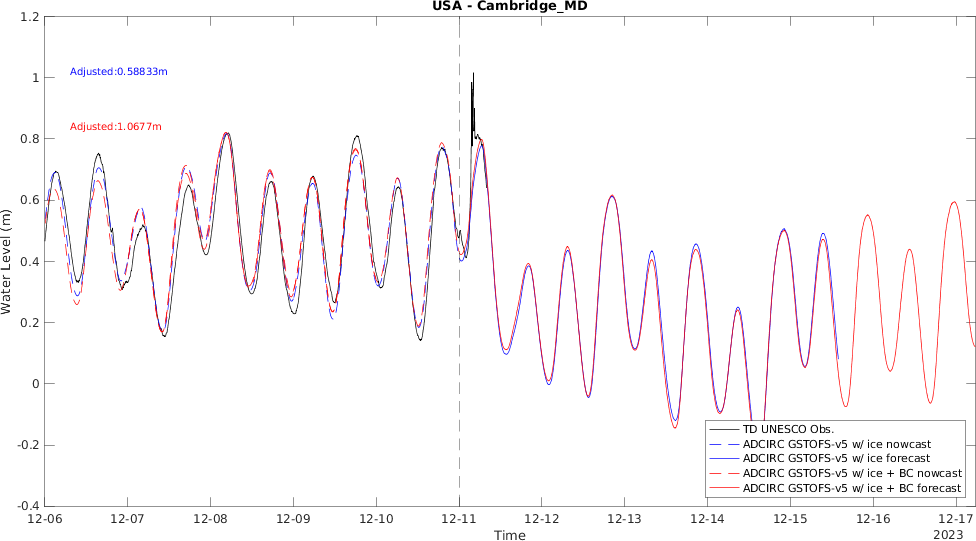 USA - Cambridge_MD
1.2
1
0.8
0.6
0.4
0.2
0
-0.2
-0.4
Water Level (m)
Adjusted:0.58833m
Adjusted:1.0677m
TD UNESCO Obs.
ADCIRC GSTOFS-v5 w/ ice nowcast
ADCIRC GSTOFS-v5 w/ ice forecast
ADCIRC GSTOFS-v5 w/ ice + BC nowcast
ADCIRC GSTOFS-v5 w/ ice + BC forecast
12-06 12-07 12-08 12-09 12-10 12-11 12-12 12-13 12-14 12-15 12-16 12-17
Time
2023